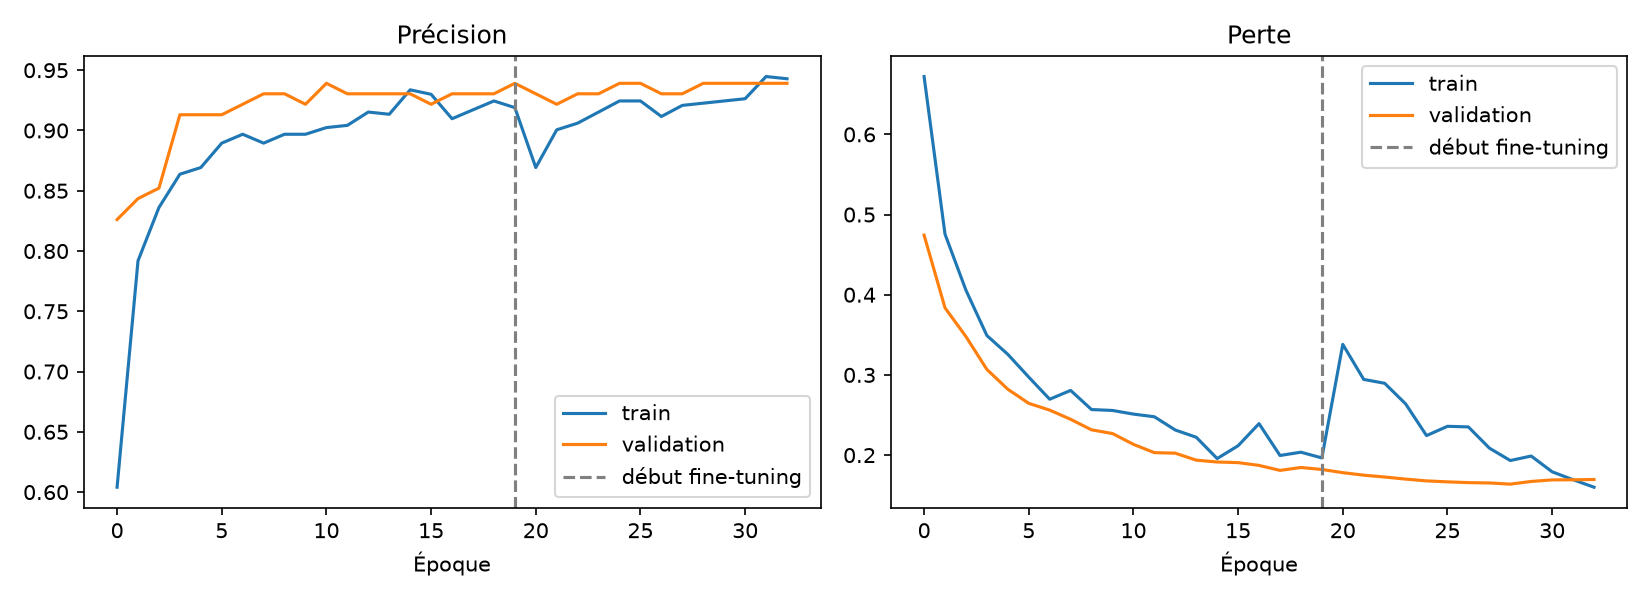 Précision
0.95
0.90
0.85
0.80
0.75
0.70
0.65
0.60
train
validation
début fine-tuning
0 5 10 15 20 25 30
Époque
Perte
0.6
0.5
0.4
0.3
0.2
train
validation
début fine-tuning
0 5 10 15 20 25 30
Époque